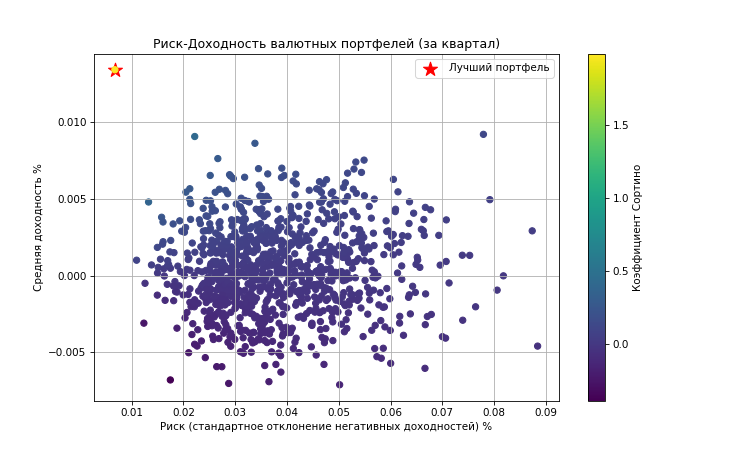 Риск-Доходность валютных портфелей (за квартал)
Лучший портфель
0.010
0.005
0.000
−0.005
Средняя доходность %
0.01 0.02 0.03 0.04 0.05 0.06 0.07 0.08 0.09
Риск (стандартное отклонение негативных доходностей) %
1.5
1.0
0.5
0.0
Коэффициент Сортино